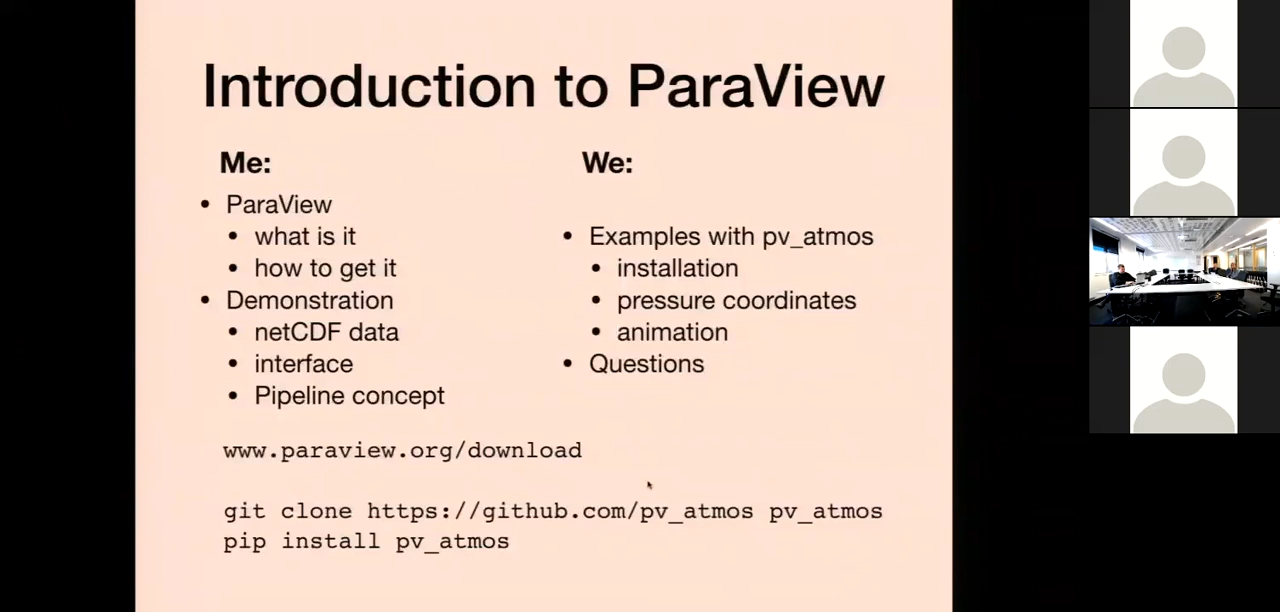 Introduction to ParaView
Me:
• ParaView
• what is it
• how to get it
• Demonstration
• netCDF data
• interface
• Pipeline concept
We:
• Examples with pv_atmos
• installation
• pressure coordinates
• animation
• Questions
www.paraview.org/download
git clone https://github.com/pv_atmos pv_atmos
pip install pv_atmos